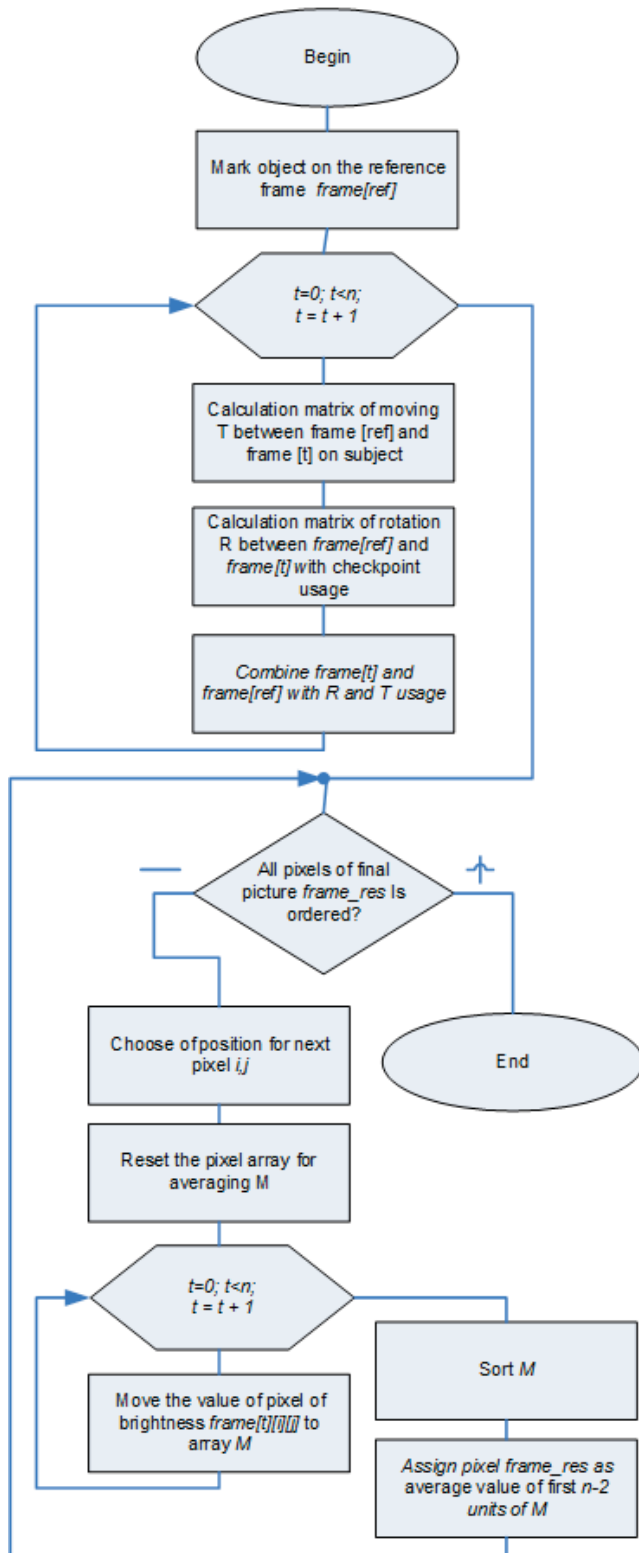 Begin
Mark object on the reference
frame frame[ref]
t=0; t<n;
t = t + 1
Calculation matrix of moving
T between frame [ref] and
frame [t] on subject
Calculation matrix of rotation
R between frame[ref] and
frame[t] with checkpoint
usage
Combine frame[t] and
frame[ref] with R and T usage
—
All pixels of final
picture frame_res Is
ordered?
+
Choose of position for next
pixel i,j
End
Reset the pixel array for
averaging M
t=0; t<n;
t = t + 1
Move the value of pixel of
brightness frame[t][i][j] to
array M
Sort M
Assign pixel frame_res as
average value of first n-2
units of M